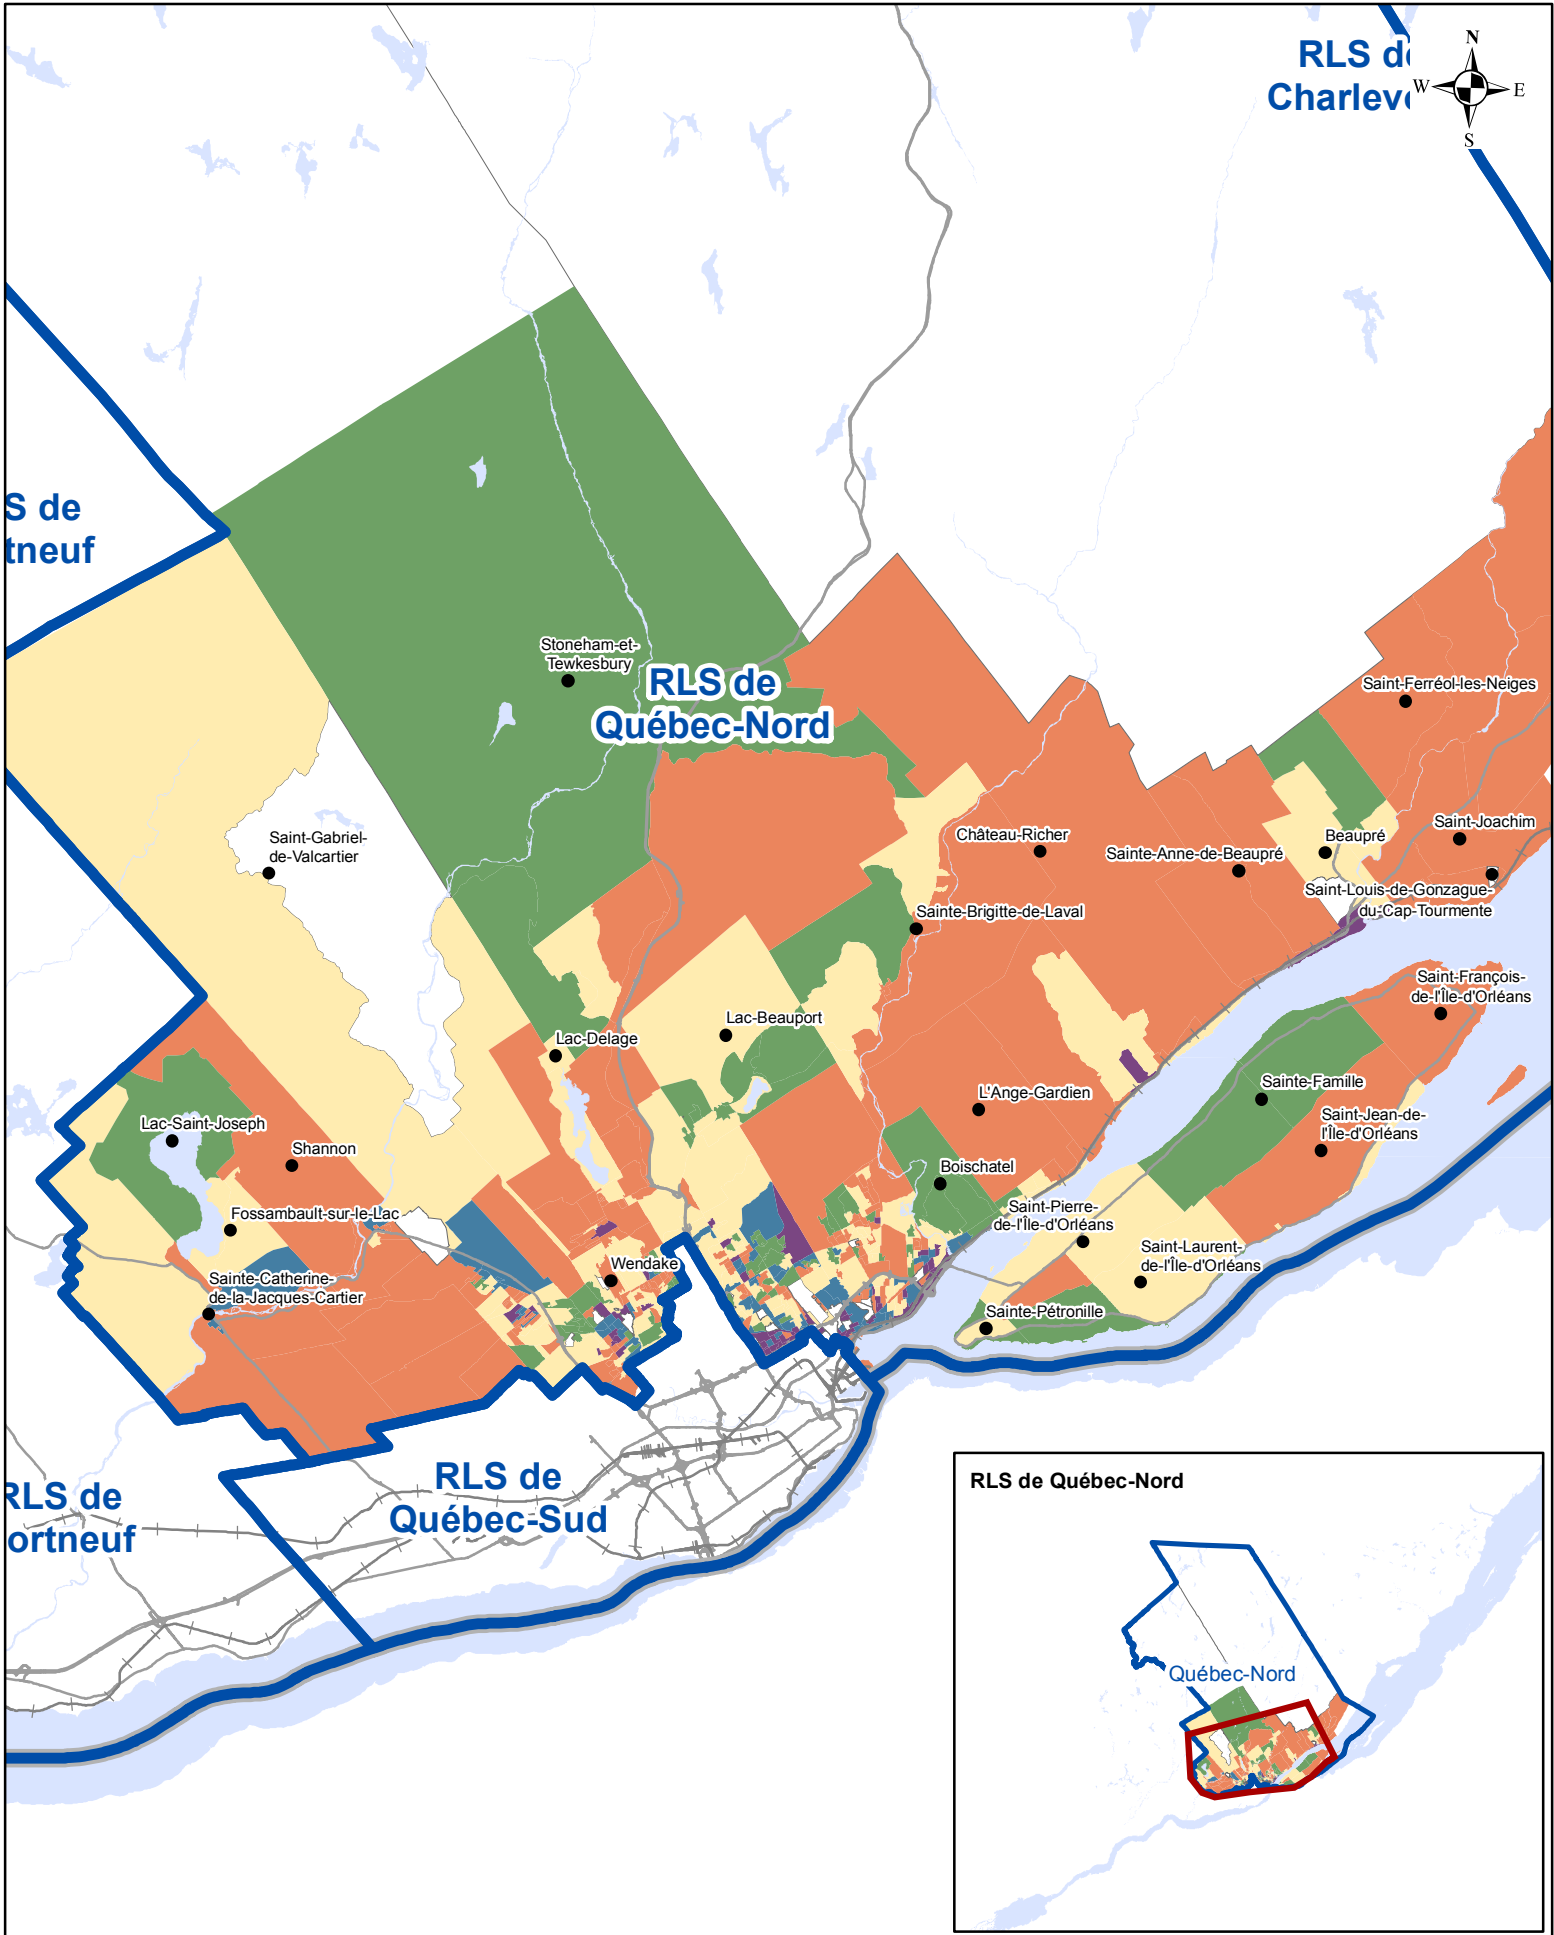 RLS de
Charlevo
N
W
E
S
S de
tneuf
Stoneham-et-
Tewkesbury
RLS de
Québec-Nord
Saint-Ferréol-les-Neiges
Saint-Gabriel-
de-Valcartier
Château-Richer
Sainte-Anne-de-Beaupré
Beaupré
Saint-Joachim
Saint-Louis-de-Gonzague-
du-Cap-Tourmente
Sainte-Brigitte-de-Laval
Saint-François-
de-l'Île-d'Orléans
Lac-Beauport
Lac-Delage
Sainte-Famille
L'Ange-Gardien
Saint-Jean-de-
l'Île-d'Orléans
Lac-Saint-Joseph
Shannon
Boischatel
Fossambault-sur-le-Lac
Saint-Pierre-
de-l'Île-d'Orléans
Saint-Laurent-
de-l'Île-d'Orléans
Wendake
Sainte-Catherine-
de-la-Jacques-Cartier
Sainte-Pétronille
RLS de
Québec-Sud
RLS de
ortneuf
RLS de Québec-Nord
Québec-Nord